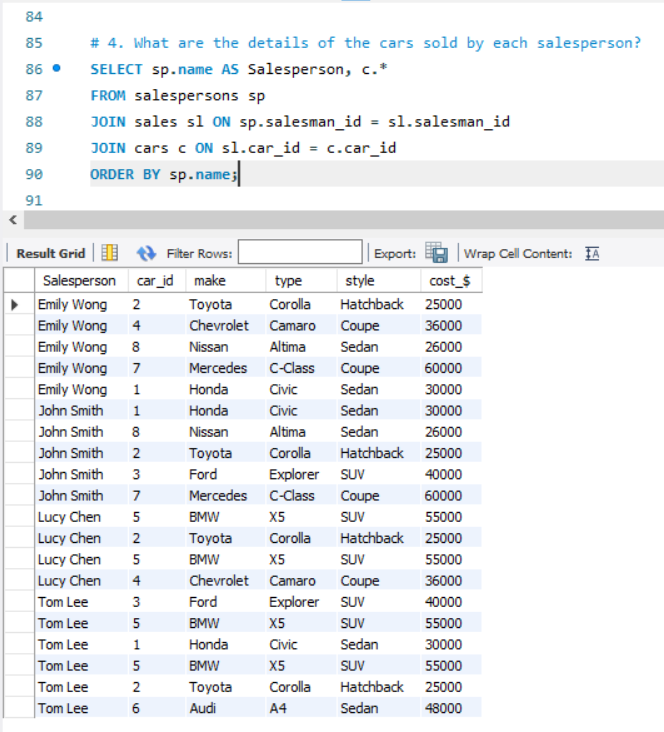 84
85 # 4. What are the details of the cars sold by each salesperson?
86 SELECT sp.name AS Salesperson, c.*
87 FROM salespersons sp
88 JOIN sales sl ON sp.salesman_id = sl.salesman_id
89 JOIN cars c ON sl.car_id = c.car_id
90 ORDER BY sp.name;
91
Result Grid Filter Rows: Export: Wrap Cell Content:
Salesperson car_id make type style cost_$
Emily Wong 2 Toyota Corolla Hatchback 25000
Emily Wong 4 Chevrolet Camaro Coupe 36000
Emily Wong 8 Nissan Altima Sedan 26000
Emily Wong 7 Mercedes C-Class Coupe 60000
Emily Wong 1 Honda Civic Sedan 30000
John Smith 1 Honda Civic Sedan 30000
John Smith 8 Nissan Altima Sedan 26000
John Smith 2 Toyota Corolla Hatchback 25000
John Smith 3 Ford Explorer SUV 40000
John Smith 7 Mercedes C-Class Coupe 60000
Lucy Chen 5 BMW X5 SUV 55000
Lucy Chen 2 Toyota Corolla Hatchback 25000
Lucy Chen 5 BMW X5 SUV 55000
Lucy Chen 4 Chevrolet Camaro Coupe 36000
Tom Lee 3 Ford Explorer SUV 40000
Tom Lee 5 BMW X5 SUV 55000
Tom Lee 1 Honda Civic Sedan 30000
Tom Lee 5 BMW X5 SUV 55000
Tom Lee 2 Toyota Corolla Hatchback 25000
Tom Lee 6 Audi A4 Sedan 48000